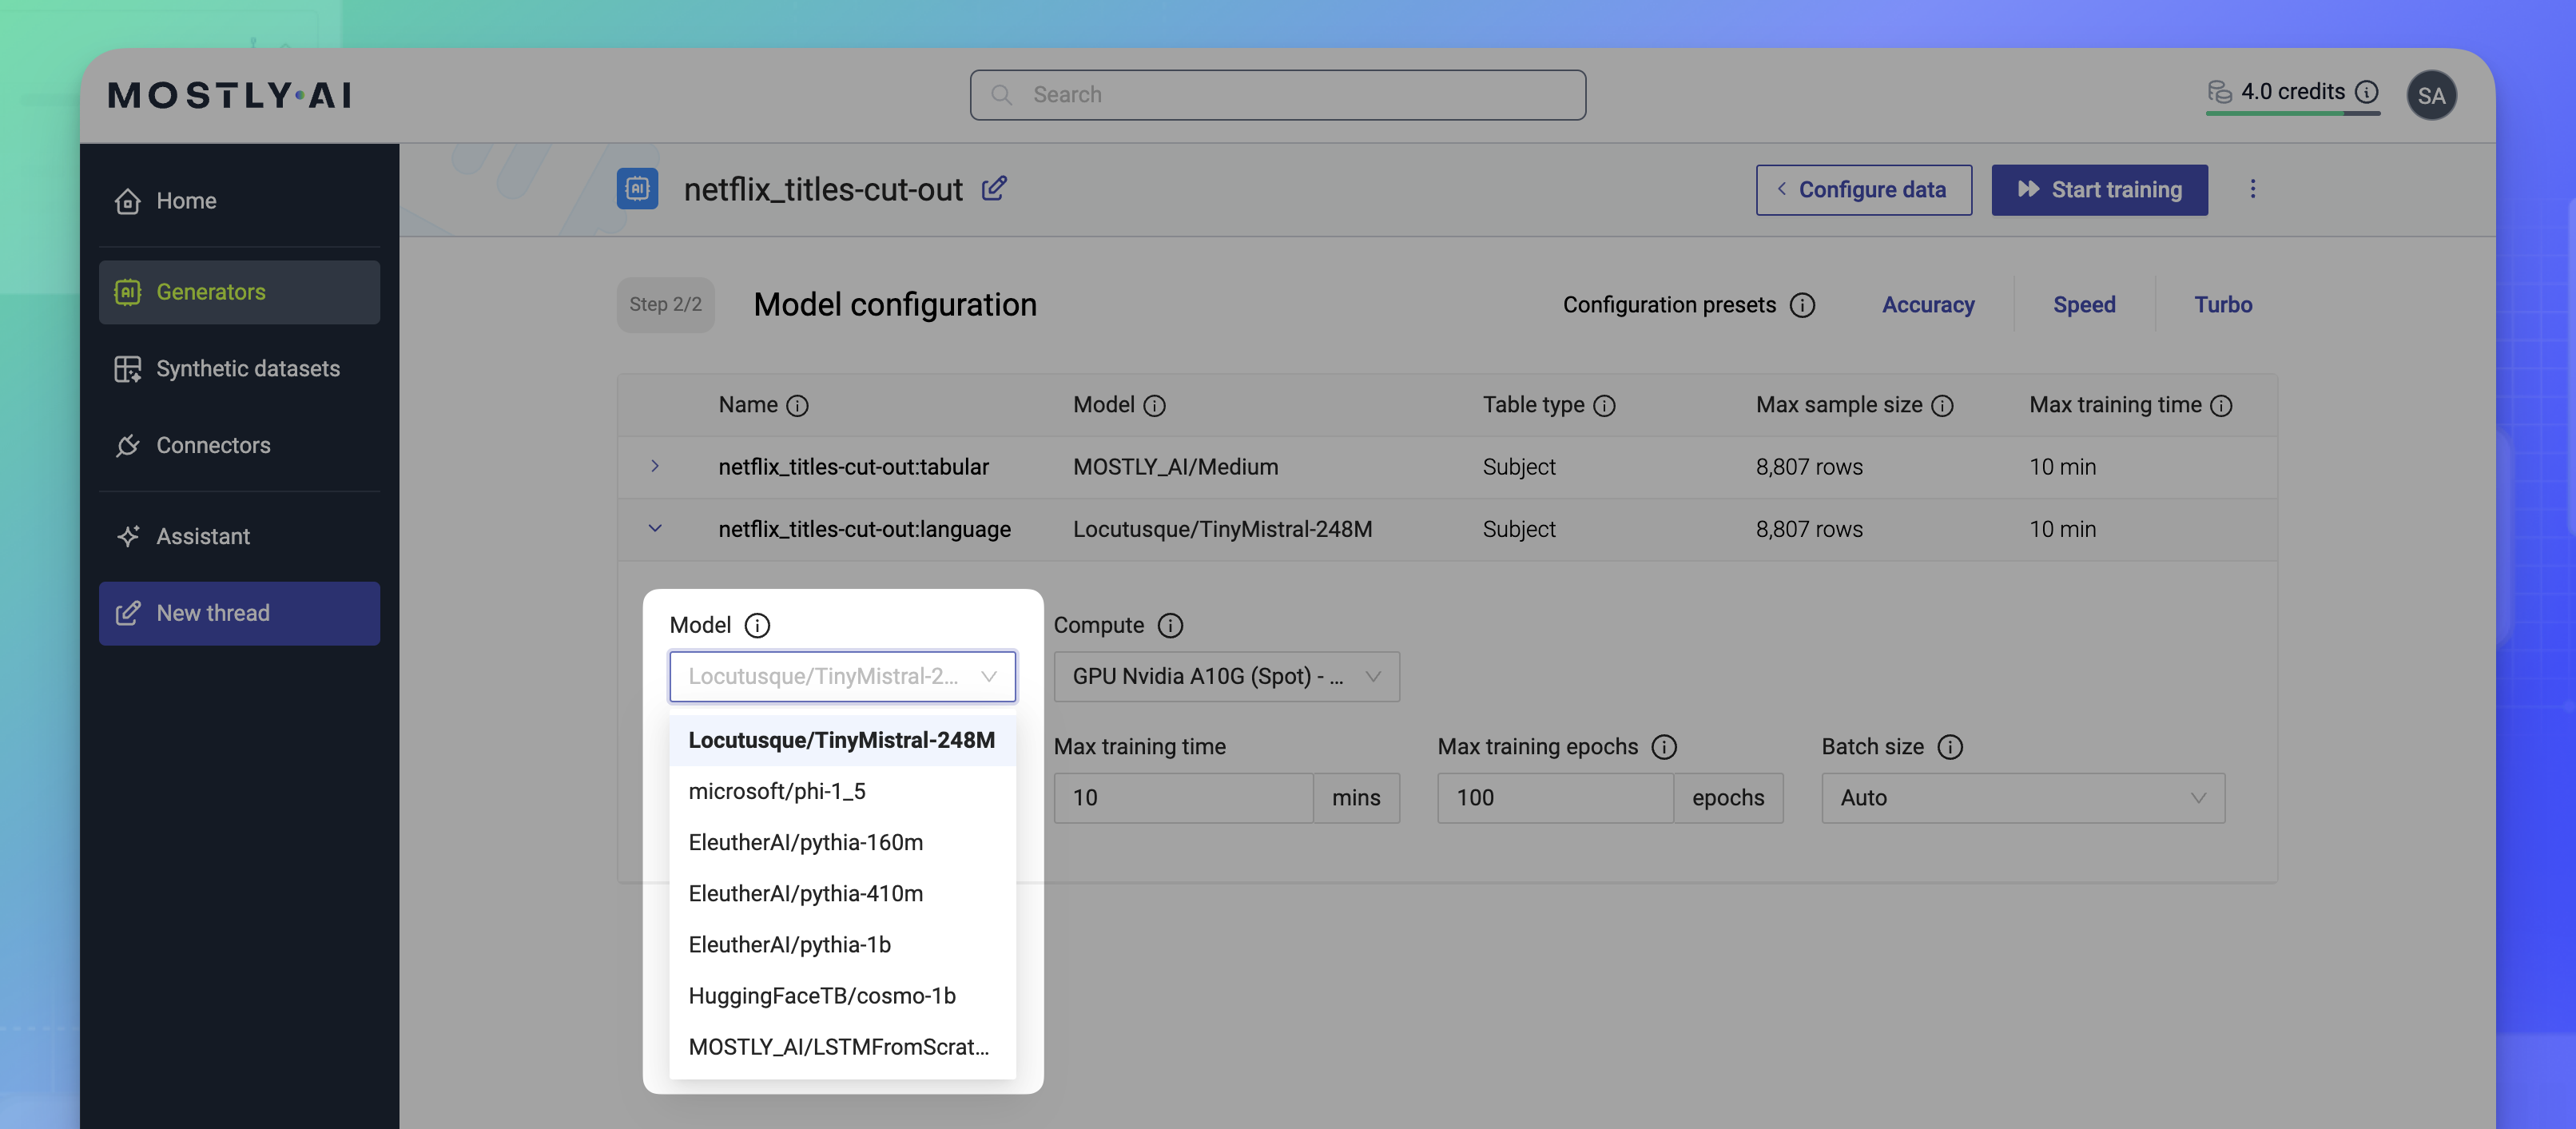 MOSTLY·AI
Search
4.0 credits
SA
Home
Generators
Synthetic datasets
Connectors
Assistant
New thread
netflix_titles-cut-out
Configure data
Start training
Step 2/2
Model configuration
Configuration presets
Accuracy
Speed
Turbo
Name Model Table type Max sample size Max training time
netflix_titles-cut-out:tabular MOSTLY_AI/Medium Subject 8,807 rows 10 min
netflix_titles-cut-out:language Locutusque/TinyMistral-248M Subject 8,807 rows 10 min
Model
Locutusque/TinyMistral-2...
Locutusque/TinyMistral-248M
microsoft/phi-1_5
EleutherAI/pythia-160m
EleutherAI/pythia-410m
EleutherAI/pythia-1b
HuggingFaceTB/cosmo-1b
MOSTLY_AI/LSTMFromScrat...
Compute
GPU Nvidia A10G (Spot) - ...
Max training time
10 mins
Max training epochs
100 epochs
Batch size
Auto